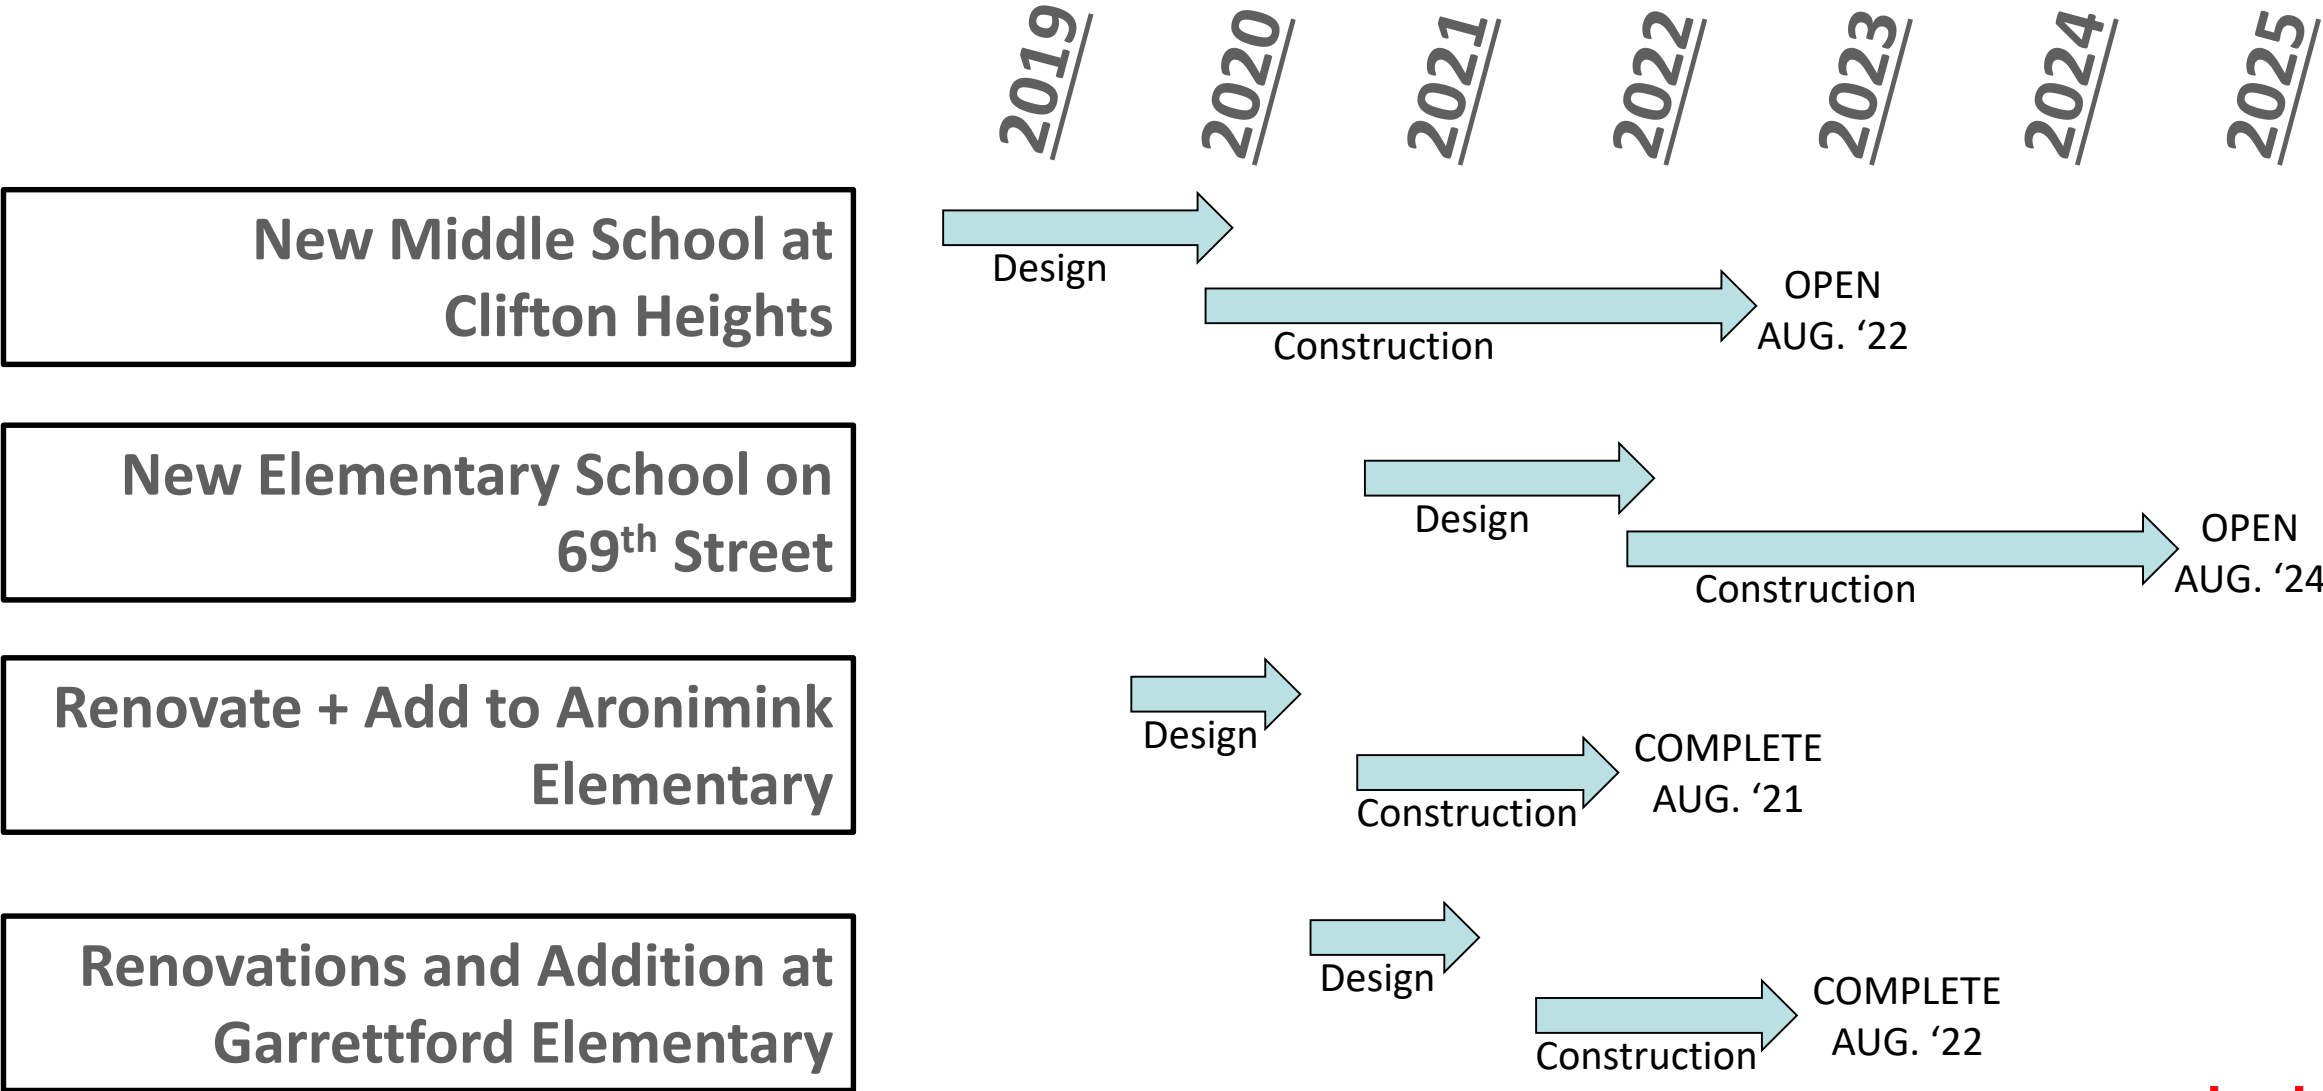 2019 2020 2021 2022 2023 2024 2025
New Middle School at
Clifton Heights
Design
Construction
OPEN
AUG. ‘22
New Elementary School on
69th Street
Design
Construction
OPEN
AUG. ‘24
Renovate + Add to Aronimink
Elementary
Design
Construction
COMPLETE
AUG. ‘21
Renovations and Addition at
Garrettford Elementary
Design
Construction
COMPLETE
AUG. ‘22